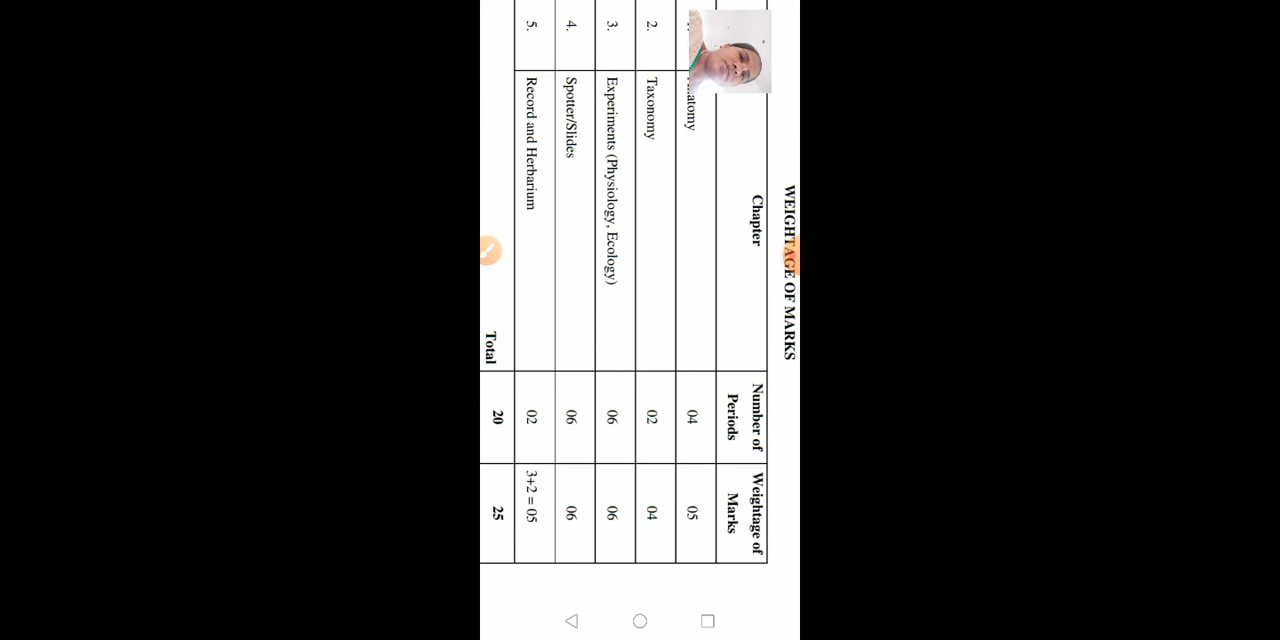 WEIGHTAGE OF MARKS
Chapter Number of Periods Weightage of Marks
atomy 04 05
2. Taxonomy 02 04
3. Experiments (Physiology, Ecology) 06 06
4. Spotter/Slides 06 06
5. Record and Herbarium 02 3+2 = 05
Total 20 25